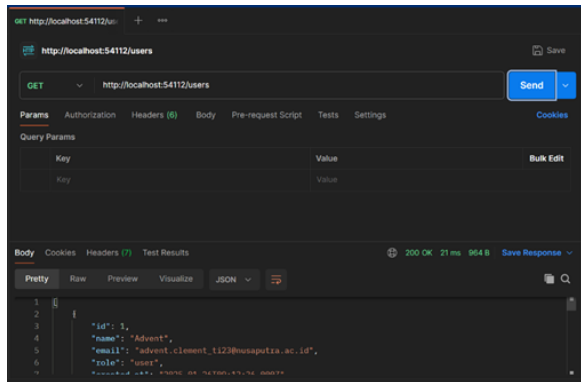 GET http://localhost:54112/us
http://localhost:54112/users Save
GET http://localhost:54112/users Send
Params Authorization Headers (6) Body Pre-request Script Tests Settings Cookies
Query Params
Key Value Bulk Edit
Key Value
Body Cookies Headers (7) Test Results 200 OK 21 ms 964 B Save Response
Pretty Raw Preview Visualize JSON
1 [
2 {
3 "id": 1,
4 "name": "Advent",
5 "email": "advent.clement_ti23@nusaputra.ac.id",
6 "role": "user",